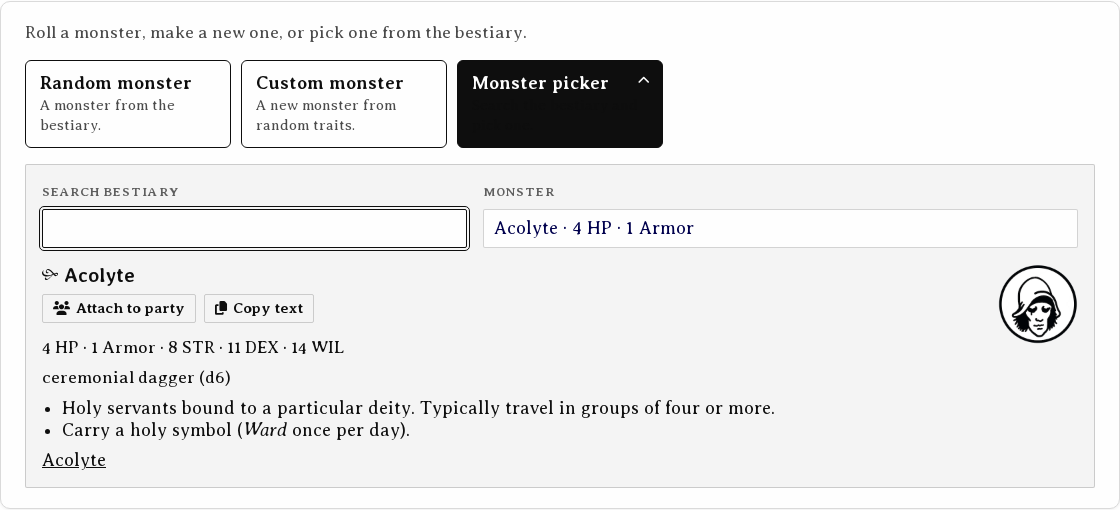 Roll a monster, make a new one, or pick one from the bestiary.
Random monster
A monster from the
bestiary.
Custom monster
A new monster from
random traits.
Monster picker
SEARCH BESTIARY
MONSTER
Acolyte · 4 HP · 1 Armor
Acolyte
Attach to party
Copy text
4 HP · 1 Armor · 8 STR · 11 DEX · 14 WIL
ceremonial dagger (d6)
• Holy servants bound to a particular deity. Typically travel in groups of four or more.
• Carry a holy symbol (Ward once per day).
Acolyte